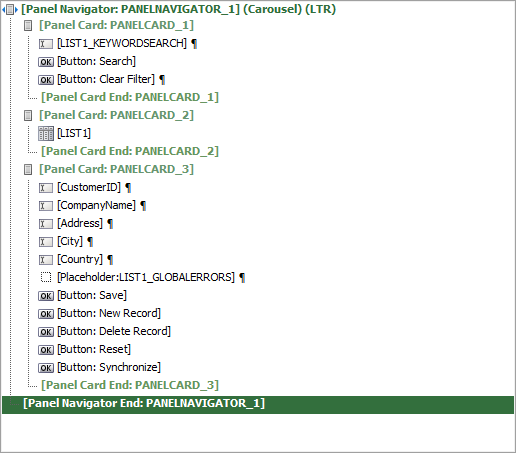 [Panel Navigator: PANELNAVIGATOR_1] (Carousel) (LTR)
[Panel Card: PANELCARD_1]
[LIST1_KEYWORDSEARCH] ¶
OK [Button: Search]
OK [Button: Clear Filter] ¶
[Panel Card End: PANELCARD_1]
[Panel Card: PANELCARD_2]
[LIST1]
[Panel Card End: PANELCARD_2]
[Panel Card: PANELCARD_3]
[CustomerID] ¶
[CompanyName] ¶
[Address] ¶
[City] ¶
[Country] ¶
[Placeholder:LIST1_GLOBALERRORS] ¶
OK [Button: Save]
OK [Button: New Record]
OK [Button: Delete Record]
OK [Button: Reset]
OK [Button: Synchronize]
[Panel Card End: PANELCARD_3]
[Panel Navigator End: PANELNAVIGATOR_1]